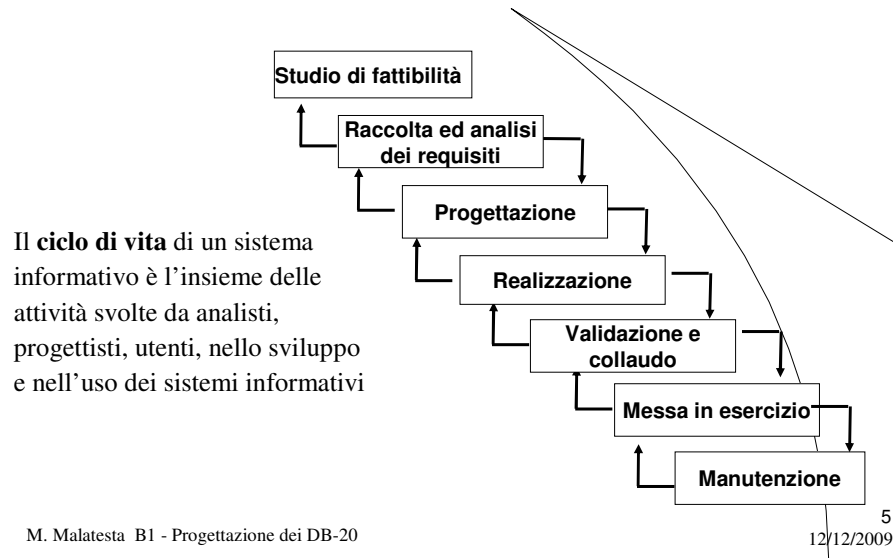 Studio di fattibilità
Raccolta ed analisi
dei requisiti
Progettazione
Realizzazione
Validazione e
collaudo
Messa in esercizio
Manutenzione
Il ciclo di vita di un sistema
informativo è l'insieme delle
attività svolte da analisti,
progettisti, utenti, nello sviluppo
e nell'uso dei sistemi informativi
M. Malatesta B1 - Progettazione dei DB-20
5
12/12/2009